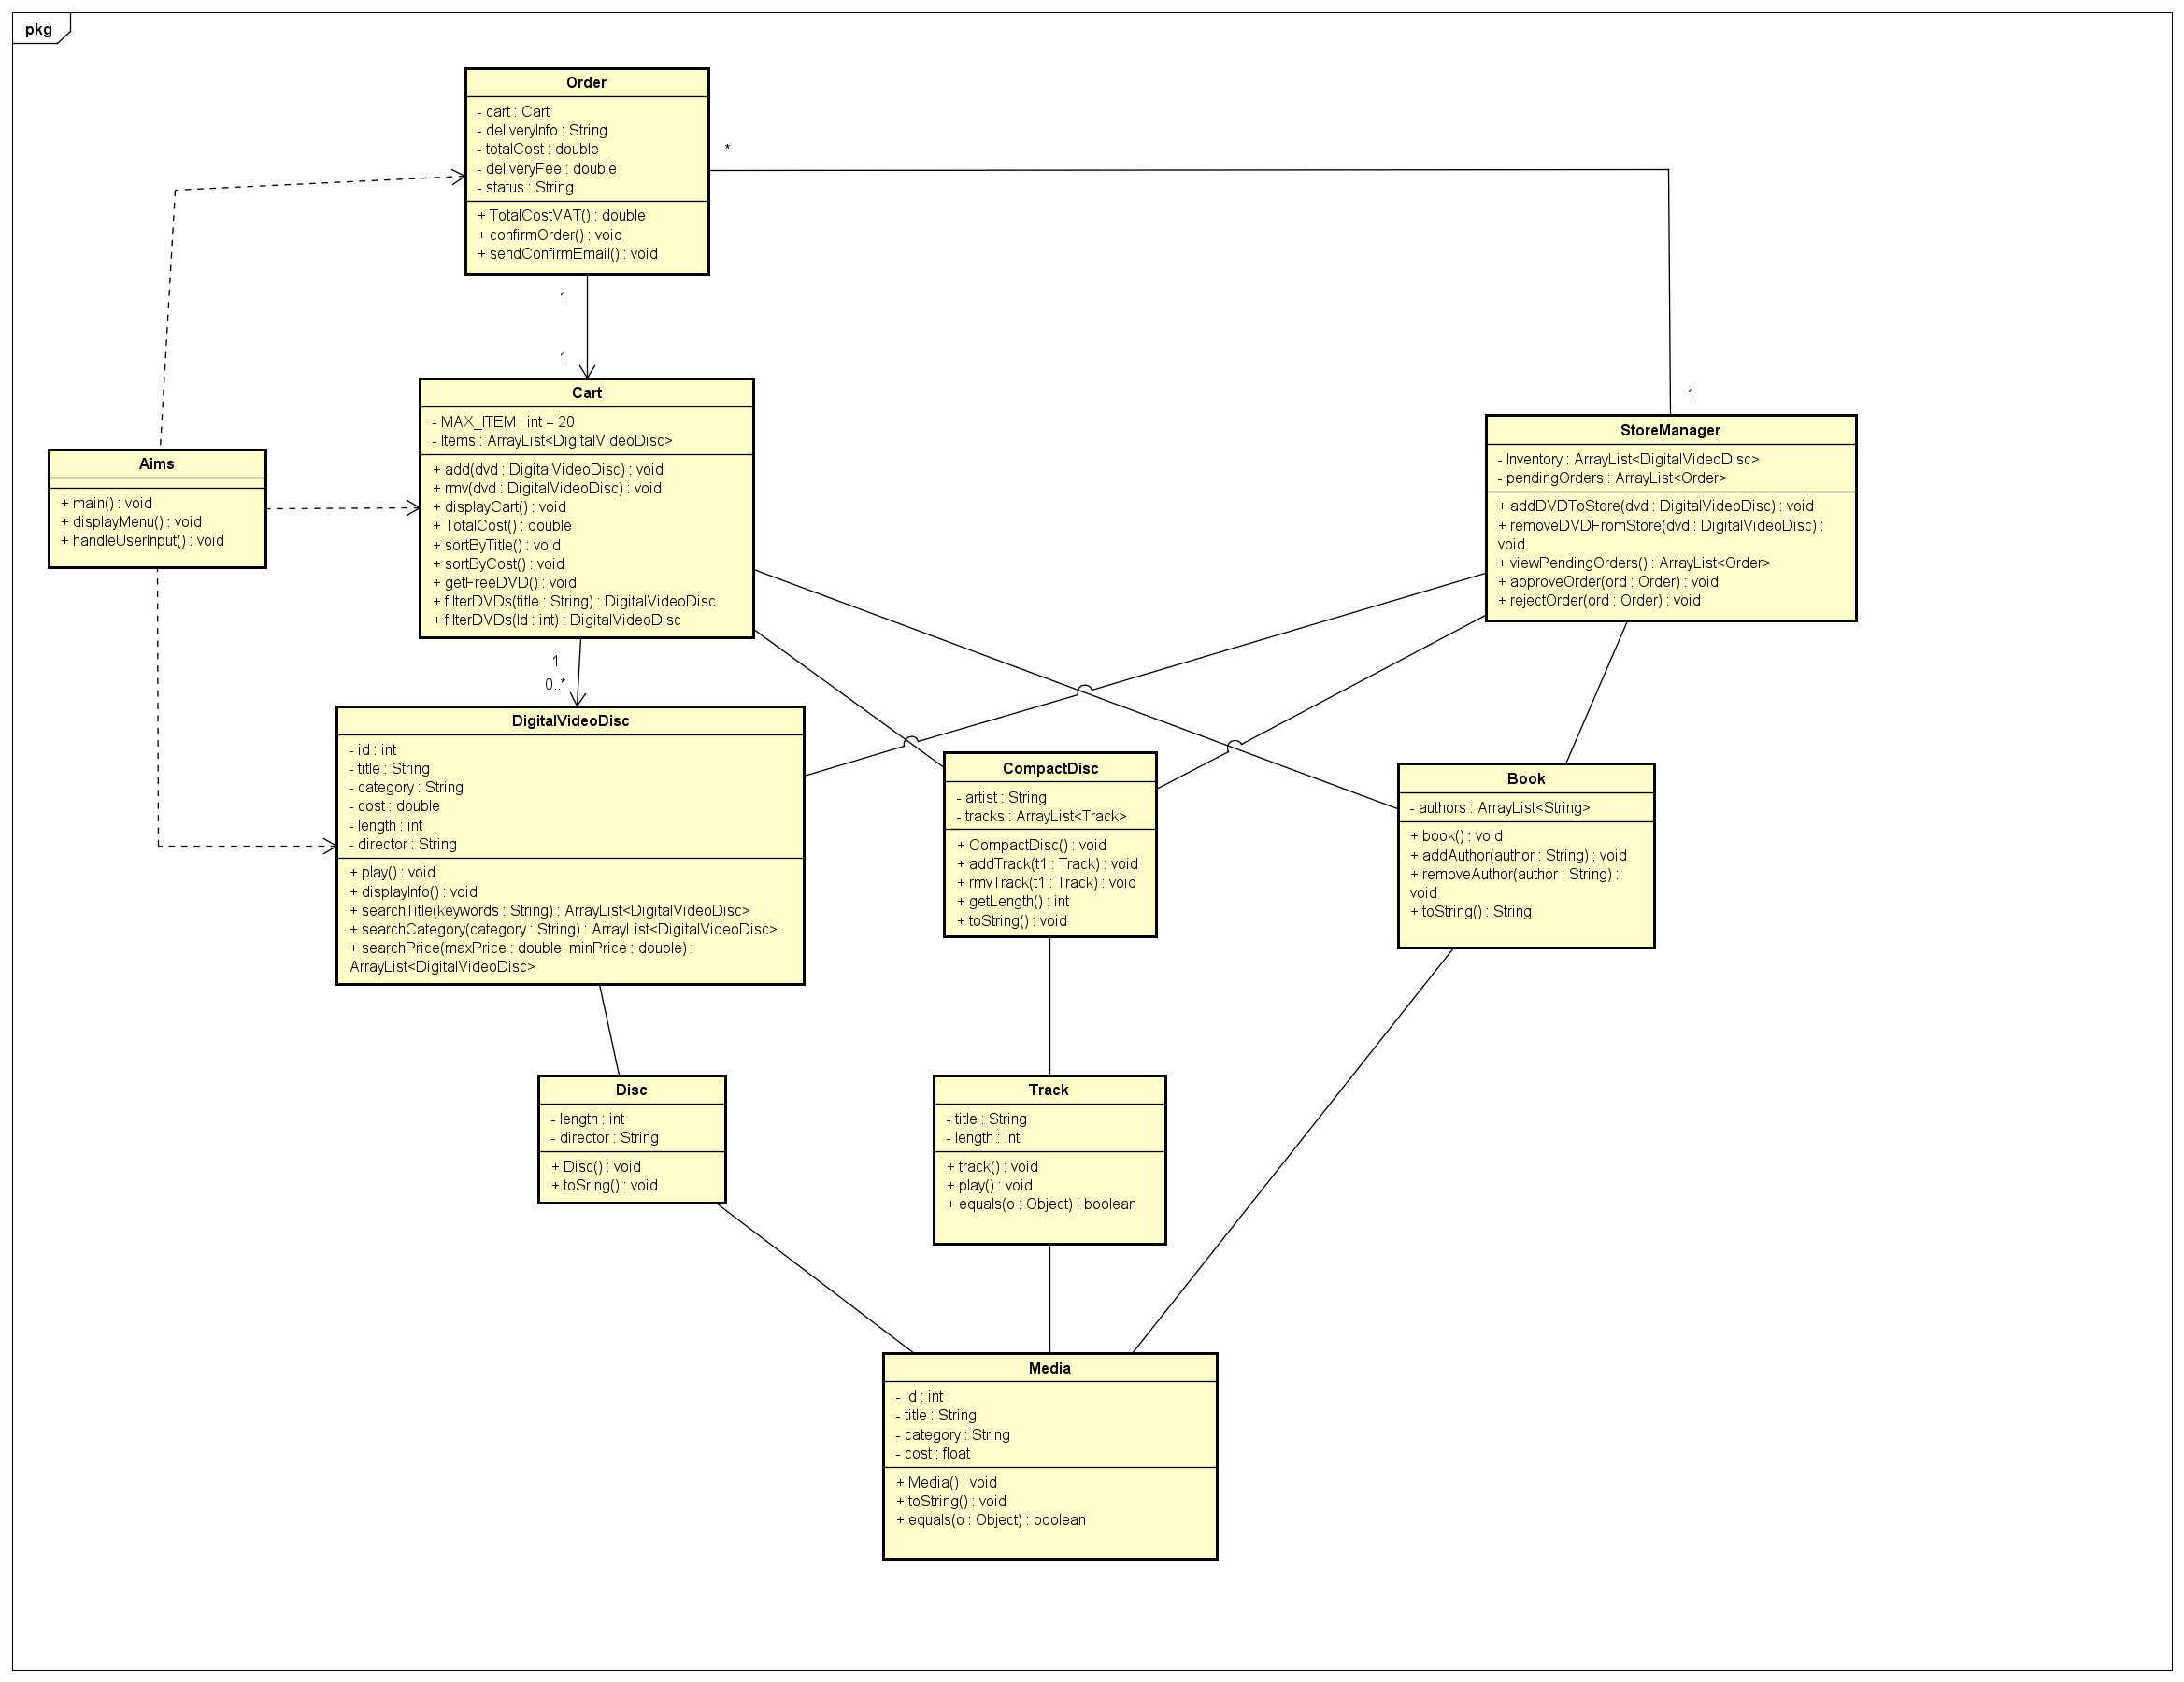 pkg
Order
- cart : Cart
- deliveryInfo : String
- totalCost : double
- deliveryFee : double
- status : String
+ TotalCostVAT() : double
+ confirmOrder() : void
+ sendConfirmEmail() : void
*
1
1
1
Cart
- MAX_ITEM : int = 20
- Items : ArrayList<DigitalVideoDisc>
+ add(dvd : DigitalVideoDisc) : void
+ rmv(dvd : DigitalVideoDisc) : void
+ displayCart() : void
+ TotalCost() : double
+ sortByTitle() : void
+ sortByCost() : void
+ getFreeDVD() : void
+ filterDVDs(title : String) : DigitalVideoDisc
+ filterDVDs(Id : int) : DigitalVideoDisc
StoreManager
- Inventory : ArrayList<DigitalVideoDisc>
- pendingOrders : ArrayList<Order>
+ addDVDToStore(dvd : DigitalVideoDisc) : void
+ removeDVDFromStore(dvd : DigitalVideoDisc) :
void
+ viewPendingOrders() : ArrayList<Order>
+ approveOrder(ord : Order) : void
+ rejectOrder(ord : Order) : void
Aims
+ main() : void
+ displayMenu() : void
+ handleUserInput() : void
1
0..*
DigitalVideoDisc
- id : int
- title : String
- category : String
- cost : double
- length : int
- director : String
+ play() : void
+ displayInfo() : void
+ searchTitle(keywords : String) : ArrayList<DigitalVideoDisc>
+ searchCategory(category : String) : ArrayList<DigitalVideoDisc>
+ searchPrice(maxPrice : double, minPrice : double) :
ArrayList<DigitalVideoDisc>
CompactDisc
- artist : String
- tracks : ArrayList<Track>
+ CompactDisc() : void
+ addTrack(t1 : Track) : void
+ rmvTrack(t1 : Track) : void
+ getLength() : int
+ toString() : void
Book
- authors : ArrayList<String>
+ book() : void
+ addAuthor(author : String) : void
+ removeAuthor(author : String) :
void
+ toString() : String
Disc
- length : int
- director : String
+ Disc() : void
+ toSring() : void
Track
- title : String
- length : int
+ track() : void
+ play() : void
+ equals(o : Object) : boolean
Media
- id : int
- title : String
- category : String
- cost : float
+ Media() : void
+ toString() : void
+ equals(o : Object) : boolean